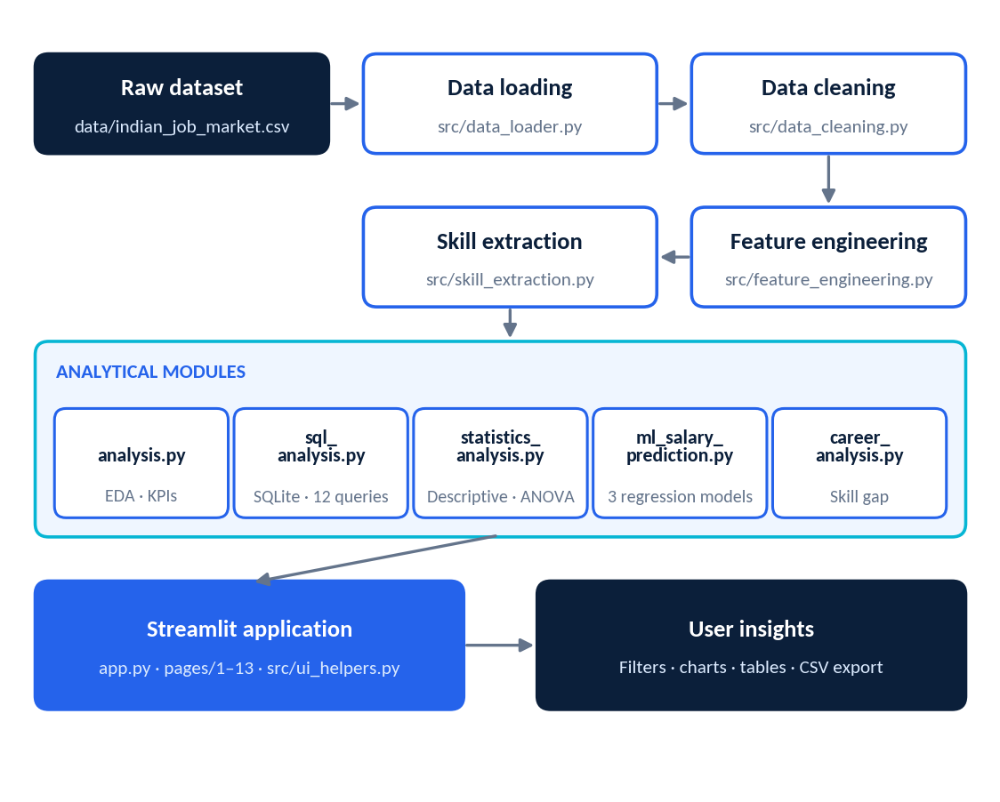 Raw dataset
data/indian_job_market.csv
Data loading
src/data_loader.py
Data cleaning
src/data_cleaning.py
Skill extraction
src/skill_extraction.py
Feature engineering
src/feature_engineering.py
ANALYTICAL MODULES
analysis.py
EDA · KPIs
sql_
analysis.py
SQLite · 12 queries
statistics_
analysis.py
Descriptive · ANOVA
ml_salary_
prediction.py
3 regression models
career_
analysis.py
Skill gap
Streamlit application
app.py · pages/1–13 · src/ui_helpers.py
User insights
Filters · charts · tables · CSV export